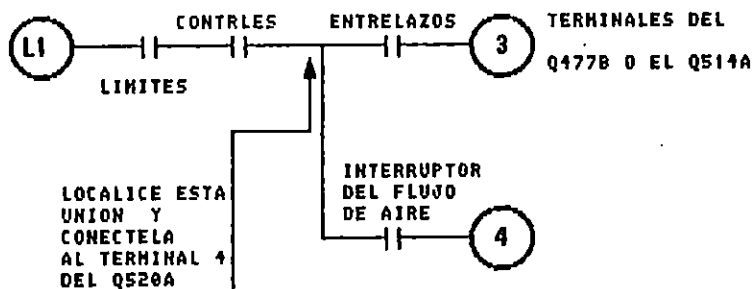 CONTRLES
ENTRELAZOS
TERMINALES DEL
L1
3
Q477B O EL Q514A
LIMITES
INTERRUPTOR
DEL FLUJO
DE AIRE
4
LOCALICE ESTA
UNION Y
CONECTELA
AL TERMINAL 4
DEL Q520A